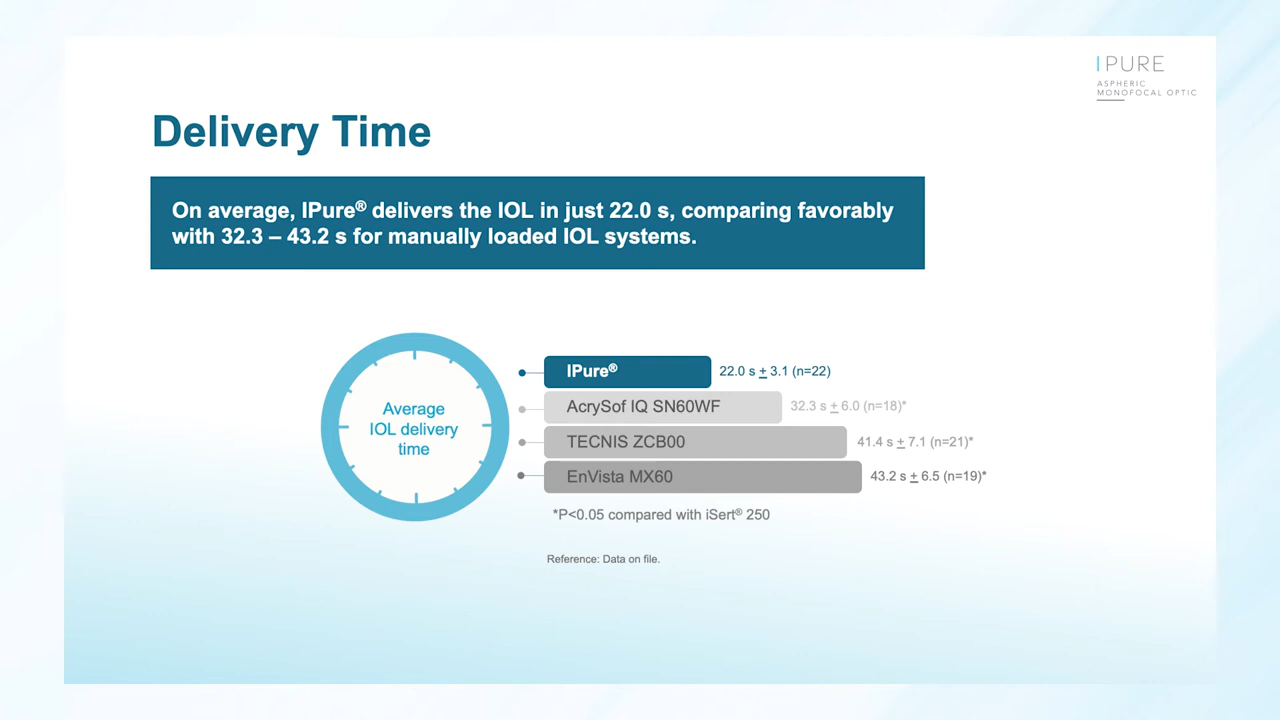 IPURE
ASPHERIC
MONOFOCAL OPTIC
Delivery Time
On average, IPure® delivers the IOL in just 22.0 s, comparing favorably
with 32.3 – 43.2 s for manually loaded IOL systems.
Average
IOL delivery
time
IPure® 22.0 s ± 3.1 (n=22)
AcrySof IQ SN60WF 32.3 s ± 6.0 (n=18)*
TECNIS ZCB00 41.4 s ± 7.1 (n=21)*
EnVista MX60 43.2 s ± 6.5 (n=19)*
*P<0.05 compared with iSert® 250
Reference: Data on file.